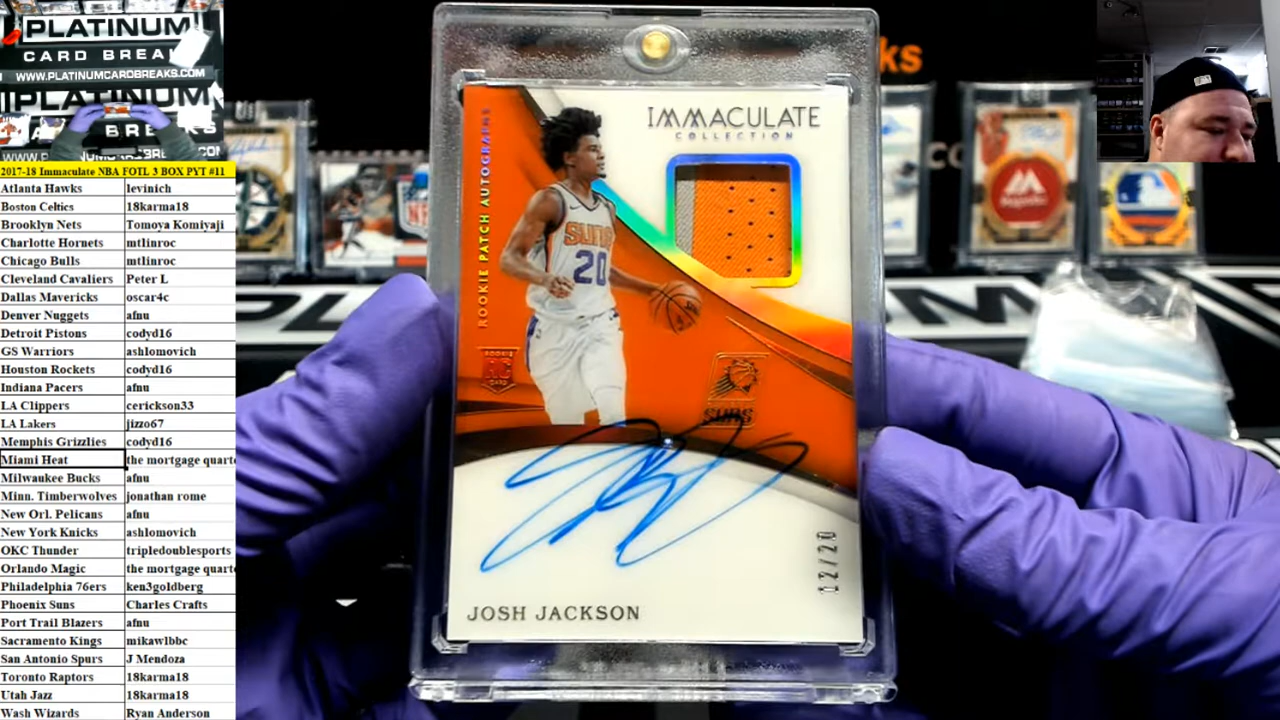 PLATINUM
CARD BREAK
WWW.PLATINUMCARDBREAKS.COM
PLATINUM
BREAKS
2017-18 Immaculate NBA FOTL 3 BOX PYT #11
Atlanta Hawks levinich
Boston Celtics 18karma18
Brooklyn Nets Tomoya Komiyaji
Charlotte Hornets mtlinroc
Chicago Bulls mtlinroc
Cleveland Cavaliers Peter L
Dallas Mavericks oscar4c
Denver Nuggets afnu
Detroit Pistons codyd16
GS Warriors ashlomovich
Houston Rockets codyd16
Indiana Pacers afnu
LA Clippers cerickson33
LA Lakers jizzo67
Memphis Grizzlies codyd16
Miami Heat the mortgage quarte
Milwaukee Bucks afnu
Minn. Timberwolves jonathan rome
New Orl. Pelicans afnu
New York Knicks ashlomovich
OKC Thunder tripledoublesports
Orlando Magic the mortgage quarte
Philadelphia 76ers ken3goldberg
Phoenix Suns Charles Crafts
Port Trail Blazers afnu
Sacramento Kings mikawlbbc
San Antonio Spurs J Mendoza
Toronto Raptors 18karma18
Utah Jazz 18karma18
Wash Wizards Ryan Anderson
IMMACULATE
COLLECTION
ROOKIE PATCH AUTOGRAPHS
SUNS
20
ROOKIE
RC
CARD
SUNS
12/20
JOSH JACKSON
ks